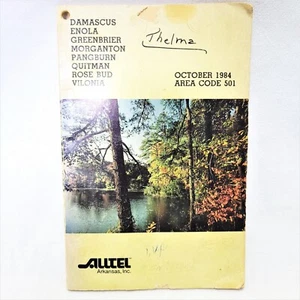 DAMASCUS
ENOLA
GREENBRIER
MORGANTON
PANGBURN
QUITMAN
ROSE BUD
VILONIA
Thelma
OCTOBER 1984
AREA CODE 501
ALLTEL
Arkansas, Inc.